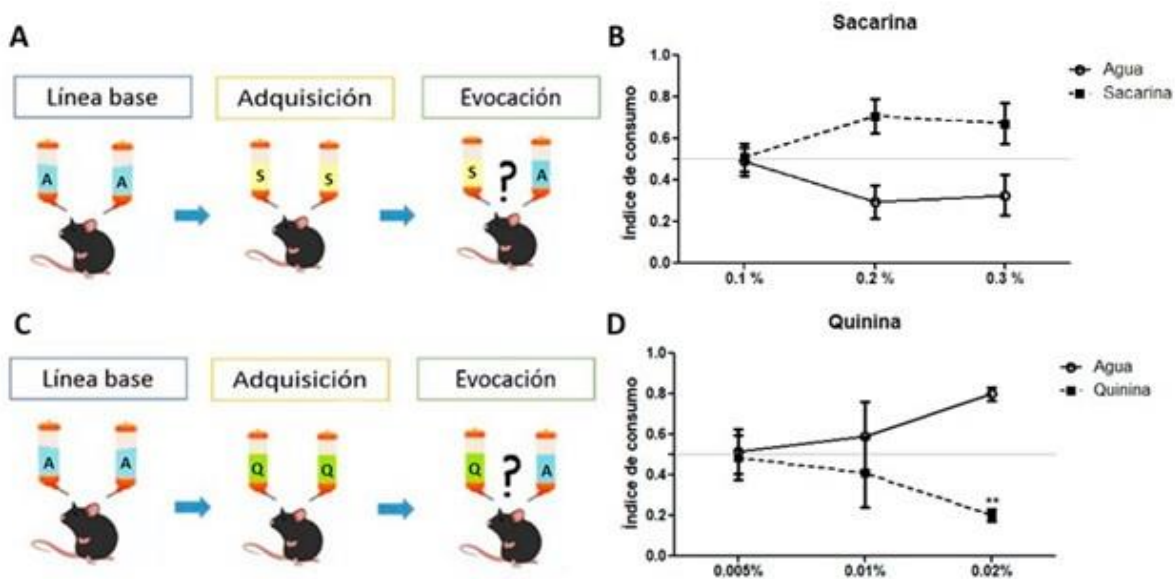 A
Línea base
Adquisición
Evocación
A
A
S
S
S
?
A
B
Sacarina
Índice de consumo
1.0
0.8
0.6
0.4
0.2
0.0
0.1 %
0.2 %
0.3 %
Agua
Sacarina
C
Línea base
Adquisición
Evocación
A
A
Q
Q
Q
?
A
D
Quinina
Índice de consumo
1.0
0.8
0.6
0.4
0.2
0.0
0.005%
0.01%
0.02%
**
Agua
Quinina